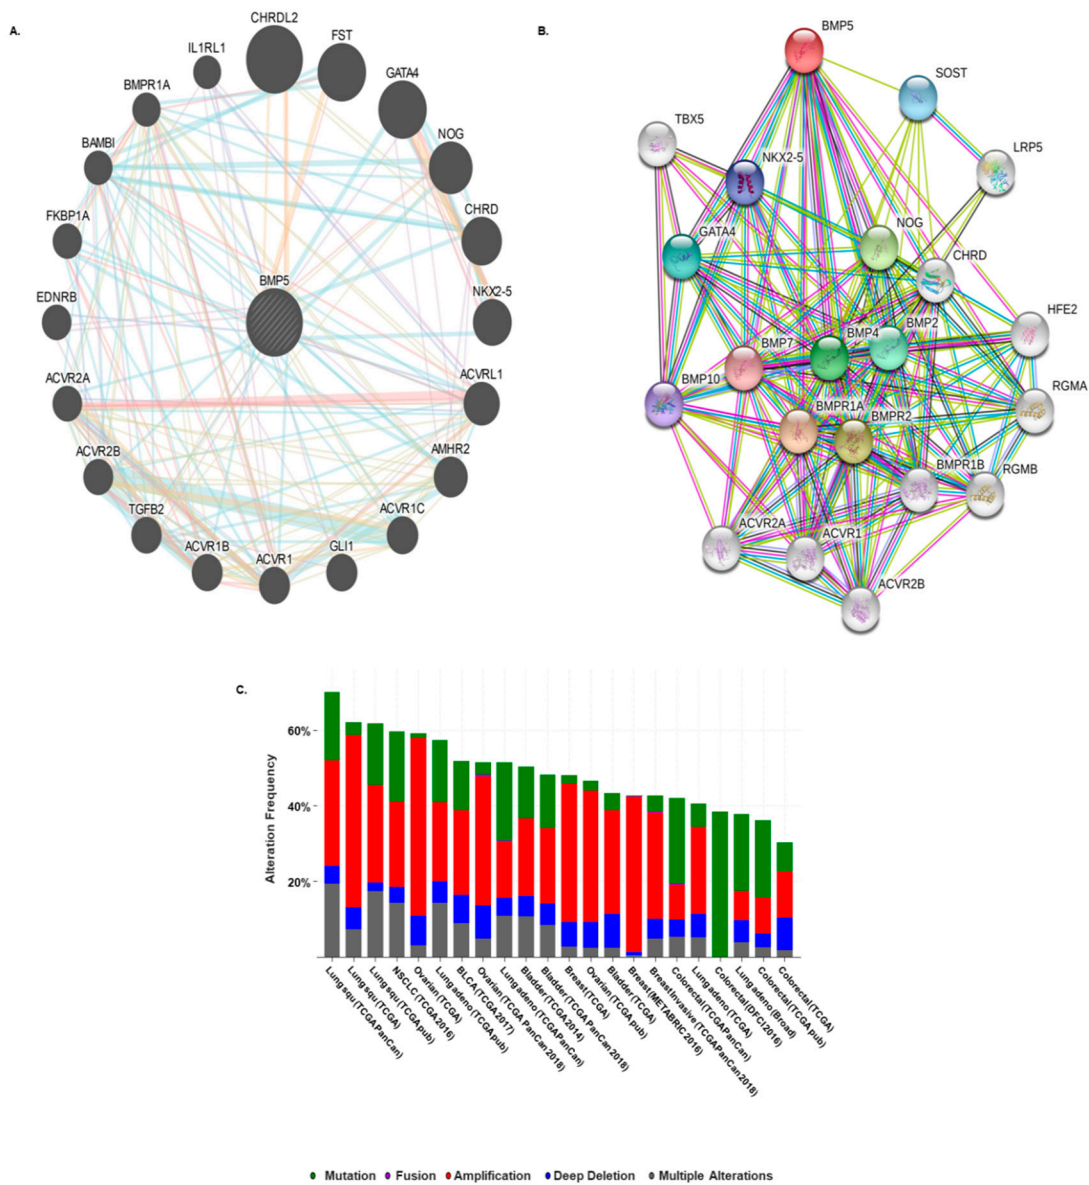 A.
CHRDL2
FST
IL1RL1
GATA4
BMPR1A
NOG
BAMBI
CHRD
FKBP1A
BMP5
NKX2-5
EDNRB
ACVR2A
ACVRL1
ACVR2B
AMHR2
TGFB2
ACVR1C
ACVR1B
ACVR1
GLI1
B.
BMP5
SOST
TBX5
LRP5
NKX2-5
NOG
GATA4
CHRD
HFE2
BMP2
BMP4
BMP7
BMP10
RGMA
BMPR1A
BMPR2
BMPR1B
RGMB
ACVR2A
ACVR1
ACVR2B
C.
Alteration Frequency
60%
40%
20%
Lung squ (TCGA PanCan)
Lung squ (TCGA)
Lung squ (TCGA pub)
NSCLC (TCGA 2016)
Ovarian (TCGA)
Lung adeno (TCGA pub)
BLCA (TCGA 2017)
Ovarian (TCGA PanCan 2018)
Lung adeno (TCGA PanCan)
Bladder (TCGA 2014)
Bladder (TCGA PanCan 2018)
Breast (TCGA)
Ovarian (TCGA pub)
Bladder (TCGA)
Breast (METABRIC 2016)
Breast Invasive (TCGA PanCan 2018)
Colorectal (TCGA PanCan)
Lung adeno (TCGA)
Colorectal (DFCI 2016)
Lung adeno (Broad)
Colorectal (TCGA pub)
Colorectal (TCGA)
Mutation Fusion Amplification Deep Deletion Multiple Alterations